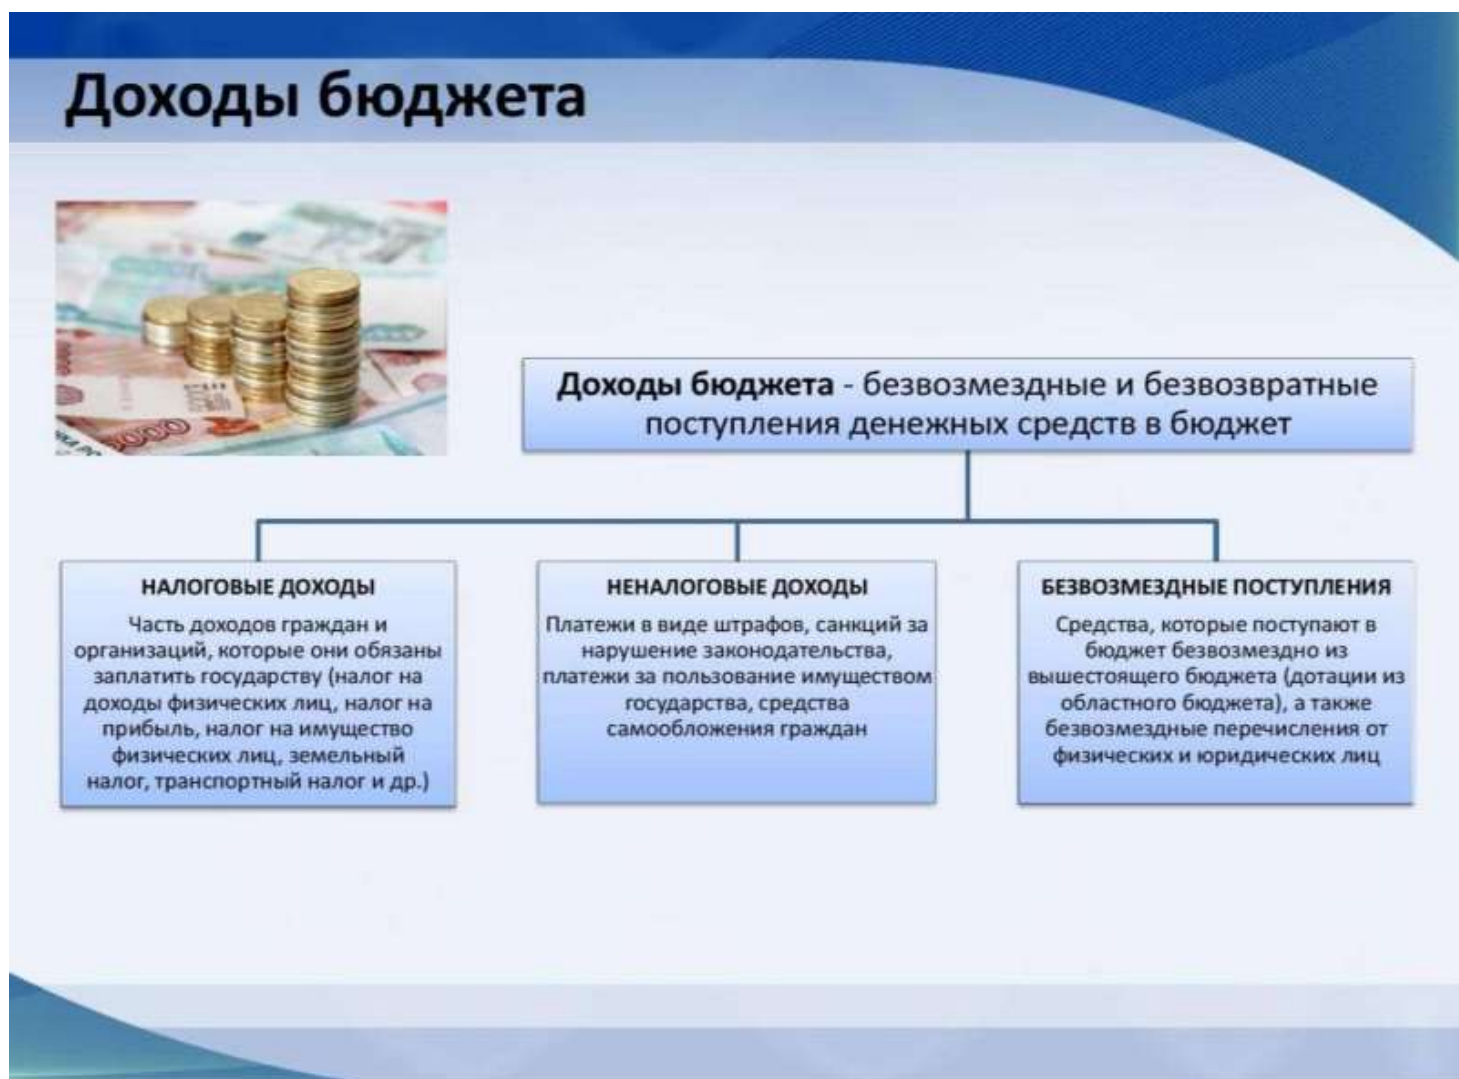 Доходы бюджета
Доходы бюджета - безвозмездные и безвозвратные
поступления денежных средств в бюджет
НАЛОГОВЫЕ ДОХОДЫ
Часть доходов граждан и
организаций, которые они обязаны
заплатить государству (налог на
доходы физических лиц, налог на
прибыль, налог на имущество
физических лиц, земельный
налог, транспортный налог и др.)
НЕНАЛОГОВЫЕ ДОХОДЫ
Платежи в виде штрафов, санкций за
нарушение законодательства,
платежи за пользование имуществом
государства, средства
самообложения граждан
БЕЗВОЗМЕЗДНЫЕ ПОСТУПЛЕНИЯ
Средства, которые поступают в
бюджет безвозмездно из
вышестоящего бюджета (дотации из
областного бюджета), а также
безвозмездные перечисления от
физических и юридических лиц